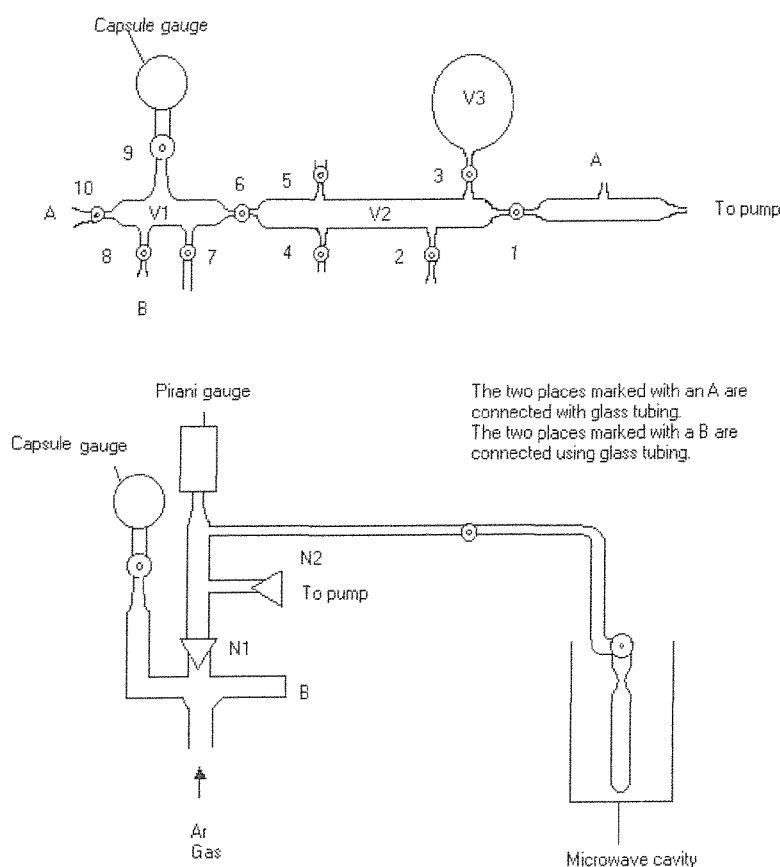 Capsule gauge
V3
9
A
10
6
5
3
A
V1
V2
To pump
8
7
4
2
1
B
Pirani gauge
The two places marked with an A are
connected with glass tubing.
The two places marked with a B are
connected using glass tubing.
Capsule gauge
N2
To pump
N1
B
Ar
Gas
Microwave cavity